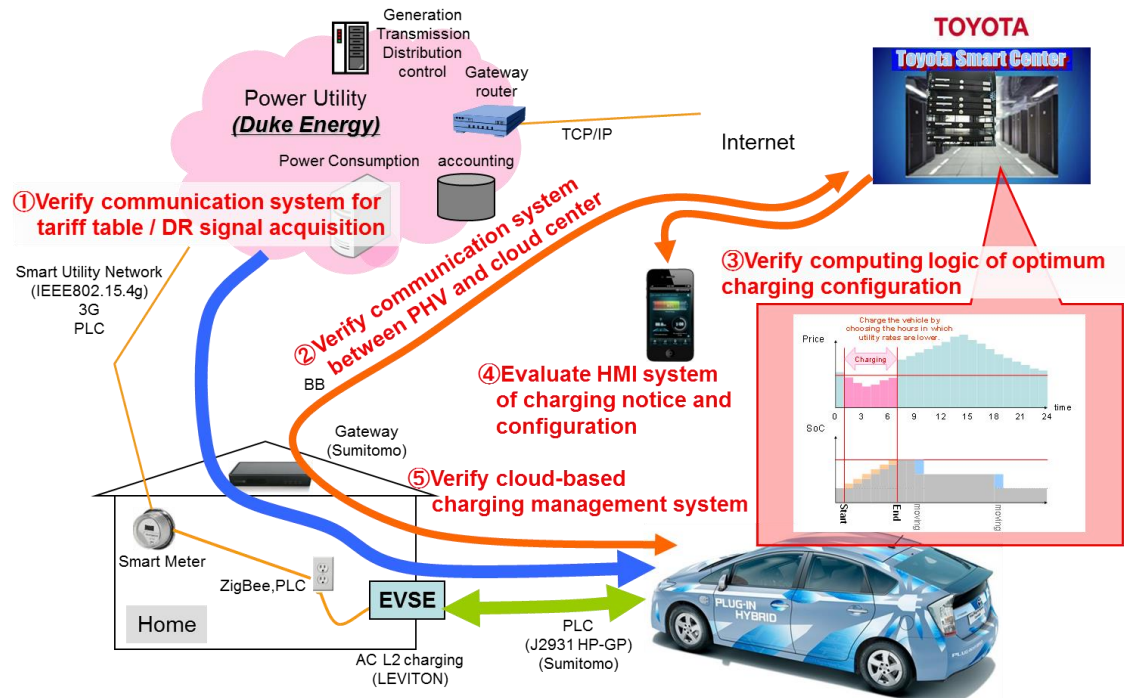 Generation
Transmission
Distribution
control
Gateway
router
Power Utility
(Duke Energy)
TCP/IP
Internet
TOYOTA
Toyota Smart Center
Power Consumption
accounting
①Verify communication system for
tariff table / DR signal acquisition
Smart Utility Network
(IEEE802.15.4g)
3G
PLC
②Verify communication system
between PHV and cloud center
BB
③Verify computing logic of optimum
charging configuration
Charge the vehicle by
choosing the hours in which
utility rates are lower.
Price
Charging
time
0 3 6 9 12 15 18 21 24
SoC
Start
End
moving
moving
④Evaluate HMI system
of charging notice and
configuration
Gateway
(Sumitomo)
⑤Verify cloud-based
charging management system
Smart Meter
ZigBee,PLC
EVSE
Home
AC L2 charging
(LEVITON)
PLC
(J2931 HP-GP)
(Sumitomo)
PLUG-IN
HYBRID